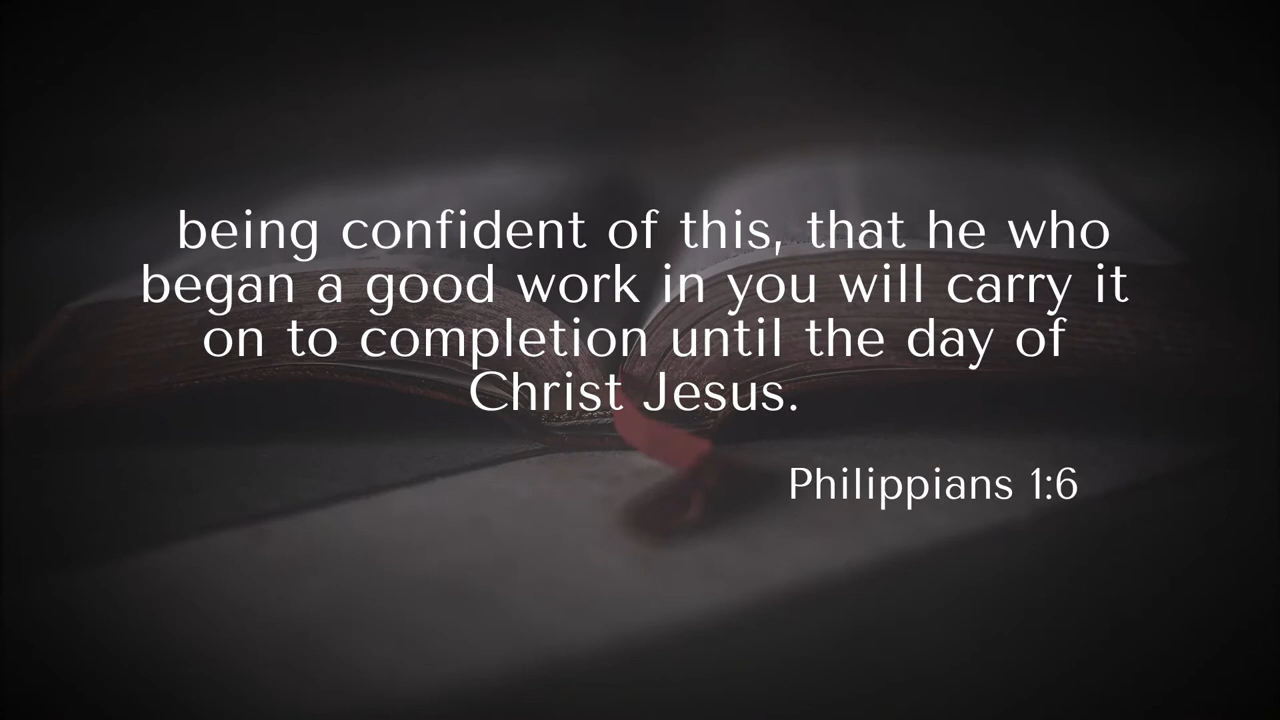 being confident of this, that he who
began a good work in you will carry it
on to completion until the day of
Christ Jesus.
Philippians 1:6